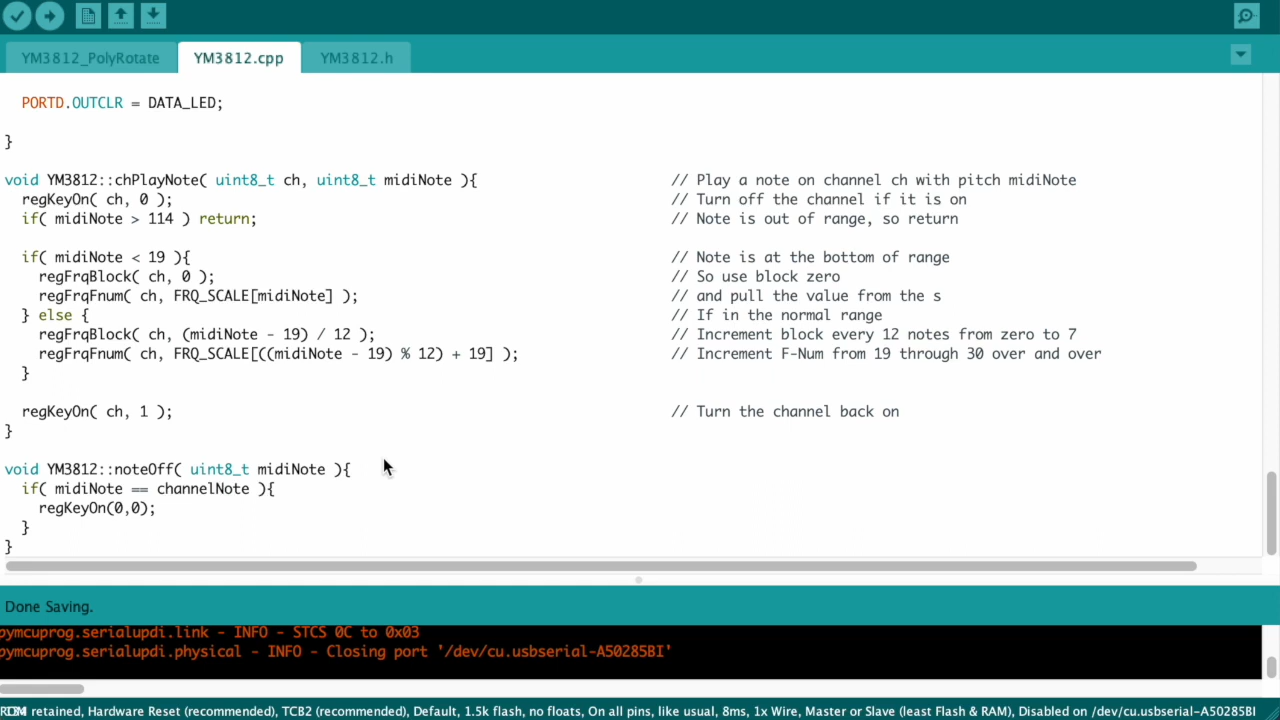 YM3812_PolyRotate YM3812.cpp YM3812.h
PORTD.OUTCLR = DATA_LED;
}
void YM3812::chPlayNote( uint8_t ch, uint8_t midiNote ){ // Play a note on channel ch with pitch midiNote
regKeyOn( ch, 0 ); // Turn off the channel if it is on
if( midiNote > 114 ) return; // Note is out of range, so return
if( midiNote < 19 ){ // Note is at the bottom of range
regFrqBlock( ch, 0 ); // So use block zero
regFrqFnum( ch, FRQ_SCALE[midiNote] ); // and pull the value from the s
} else { // If in the normal range
regFrqBlock( ch, (midiNote - 19) / 12 ); // Increment block every 12 notes from zero to 7
regFrqFnum( ch, FRQ_SCALE[((midiNote - 19) % 12) + 19] ); // Increment F-Num from 19 through 30 over and over
}
regKeyOn( ch, 1 ); // Turn the channel back on
}
void YM3812::noteOff( uint8_t midiNote ){
if( midiNote == channelNote ){
regKeyOn(0,0);
}
}
Done Saving.
pymcuprog.serialupdi.link - INFO - STCS 0C to 0x03
pymcuprog.serialupdi.physical - INFO - Closing port '/dev/cu.usbserial-A50285BI'
retained, Hardware Reset (recommended), TCB2 (recommended), Default, 1.5k flash, no floats, On all pins, like usual, 8ms, 1x Wire, Master or Slave (least Flash & RAM), Disabled on /dev/cu.usbserial-A50285BI